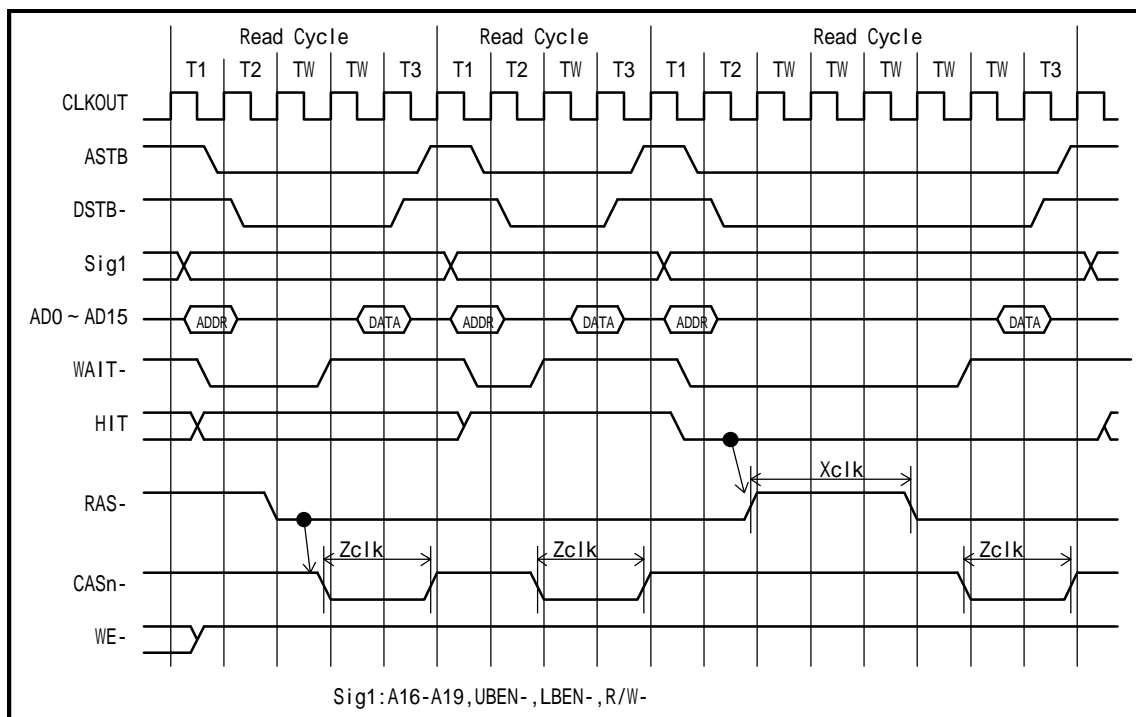 Read Cycle Read Cycle Read Cycle
T1 T2 TW TW T3 T1 T2 TW T3 T1 T2 TW TW TW TW TW T3
CLKOUT
ASTB
DSTB-
Sig1
AD0~AD15 ADDR DATA ADDR DATA ADDR DATA
WAIT-
HIT
Xclk
RAS-
Zclk Zclk Zclk
CASn-
WE-
Sig1:A16-A19,UBEN-,LBEN-,R/W-